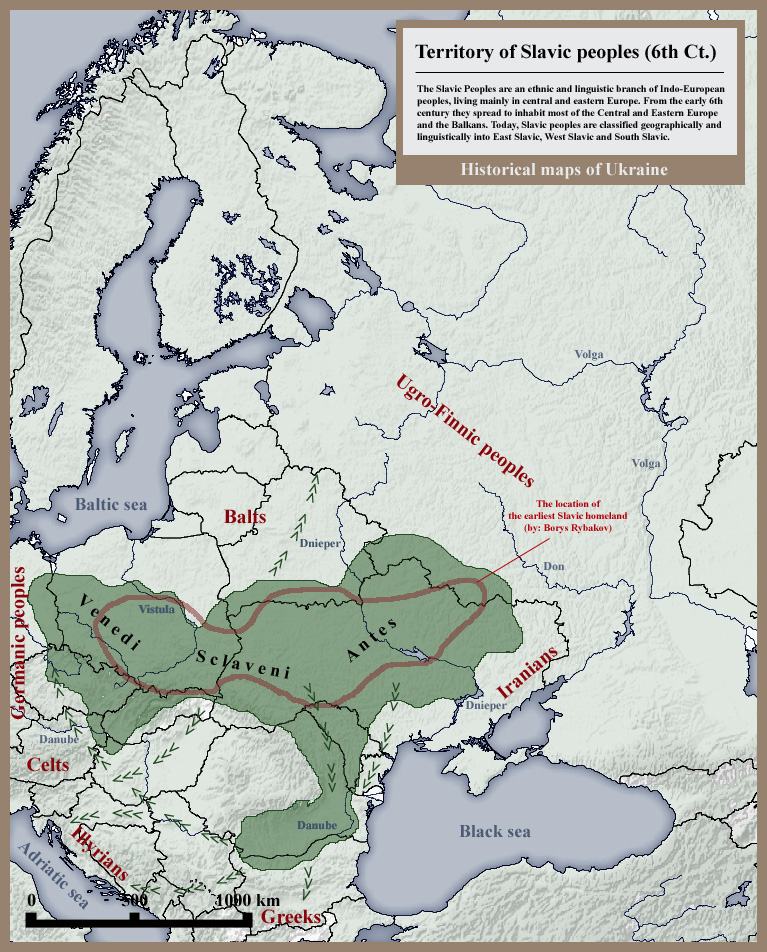 Territory of Slavic peoples (6th Ct.)
The Slavic Peoples are an ethnic and linguistic branch of Indo-European
peoples, living mainly in central and eastern Europe. From the early 6th
century they spread to inhabit most of the Central and Eastern Europe
and the Balkans. Today, Slavic peoples are classified geographically and
linguistically into East Slavic, West Slavic and South Slavic.
Historical maps of Ukraine
Volga
Ugro-Finnic peoples
Volga
Baltic sea
Balts
The location of
the earliest Slavic homeland
(by: Borys Rybakov)
Dnieper
Don
Germanic peoples
Venedi
Vistula
Sclaveni
Antes
Iranians
Dnieper
Danube
Celts
Danube
Black sea
Illyrians
Adriatic sea
0 500 1000 km
Greeks